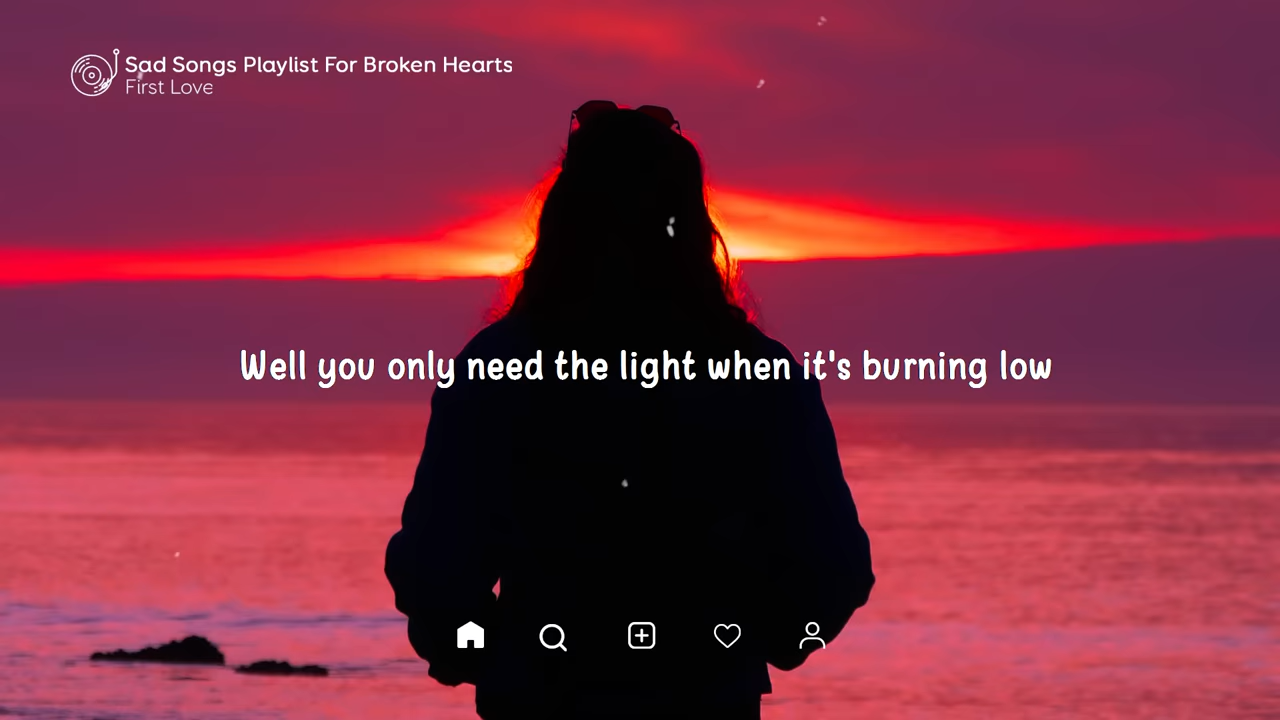 Sad Songs Playlist For Broken Hearts
First Love
Well you only need the light when it's burning low